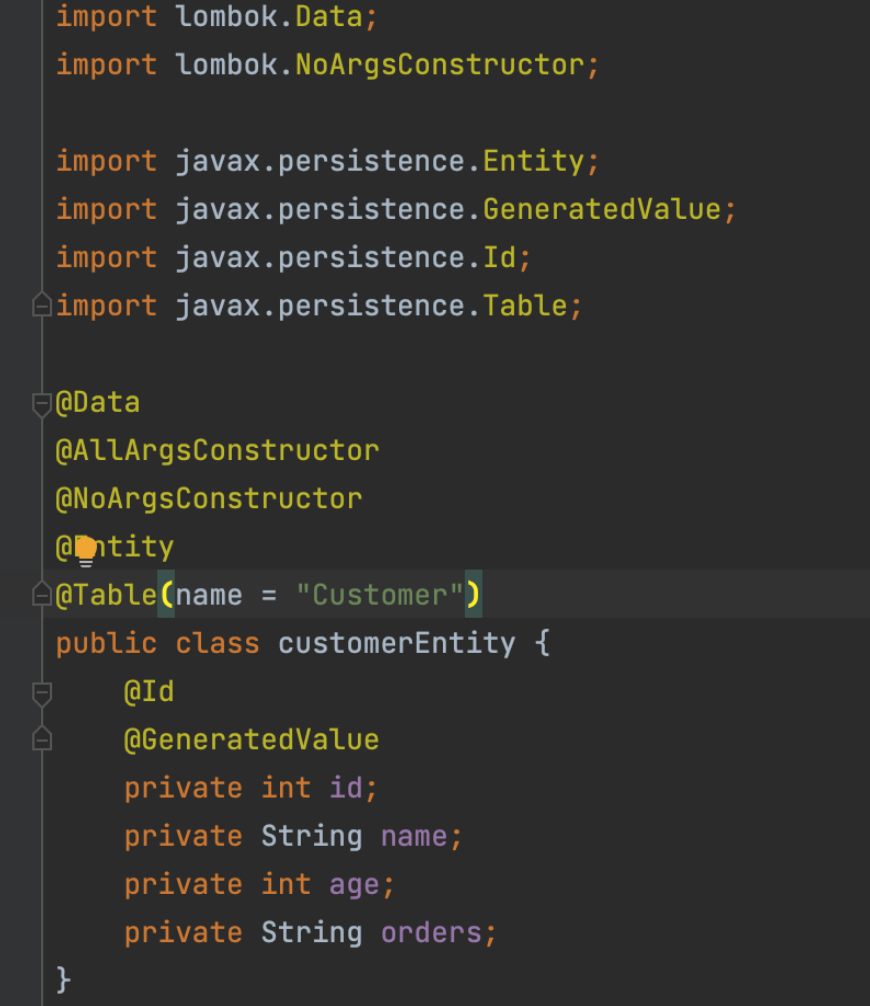 import lombok.Data;
import lombok.NoArgsConstructor;
import javax.persistence.Entity;
import javax.persistence.GeneratedValue;
import javax.persistence.Id;
import javax.persistence.Table;
@Data
@AllArgsConstructor
@NoArgsConstructor
@Entity
@Table(name = "Customer")
public class customerEntity {
@Id
@GeneratedValue
private int id;
private String name;
private int age;
private String orders;
}